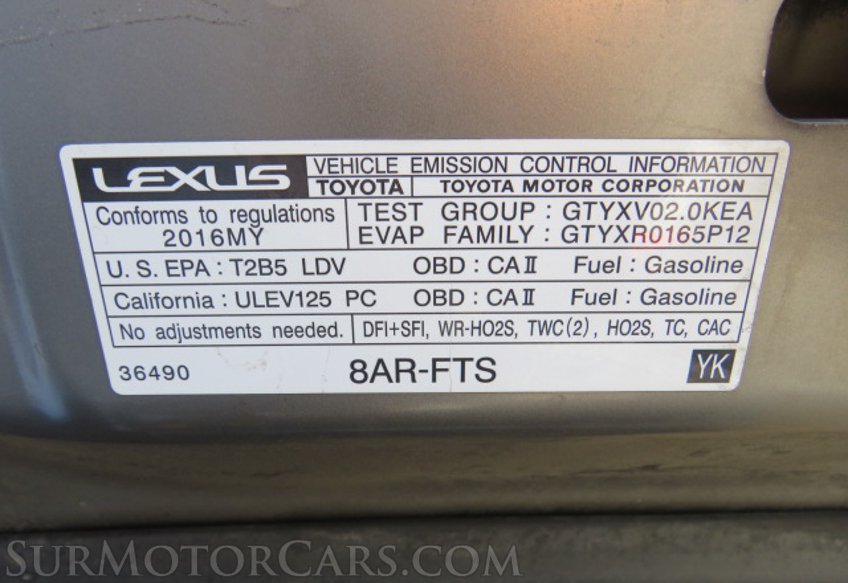 LEXUS VEHICLE EMISSION CONTROL INFORMATION
TOYOTA TOYOTA MOTOR CORPORATION
Conforms to regulations
2016MY
TEST GROUP : GTYXV02.0KEA
EVAP FAMILY : GTYXR0165P12
U. S. EPA : T2B5 LDV OBD : CAⅡ Fuel : Gasoline
California : ULEV125 PC OBD : CAⅡ Fuel : Gasoline
No adjustments needed. DFI+SFI, WR-HO2S, TWC(2), HO2S, TC, CAC
36490 8AR-FTS YK
SURMOTORCARS.COM